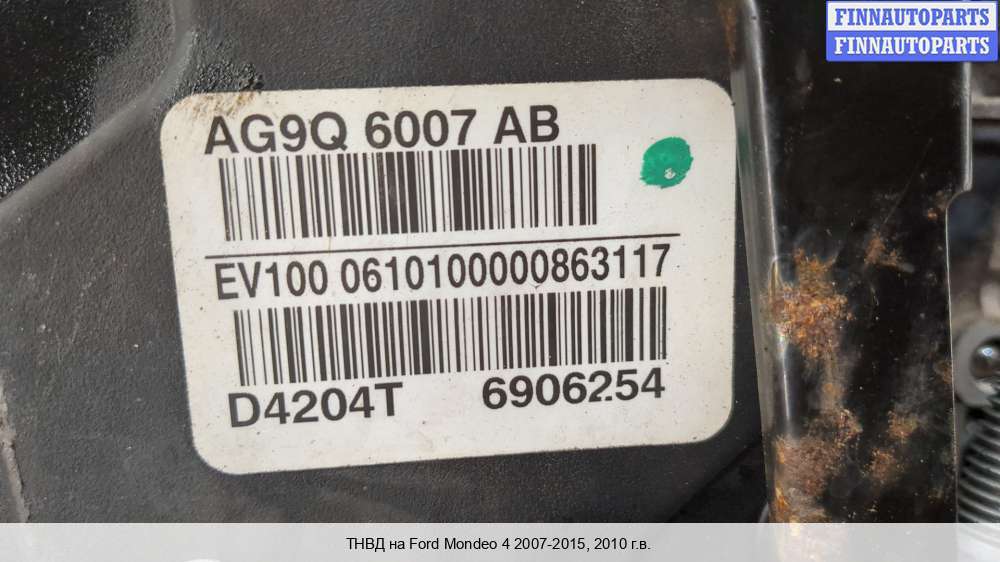 FINNAUTOPARTS
FINNAUTOPARTS
AG9Q 6007 AB
EV100 0610100000863117
D4204T 6906254
ТНВД на Ford Mondeo 4 2007-2015, 2010 г.в.